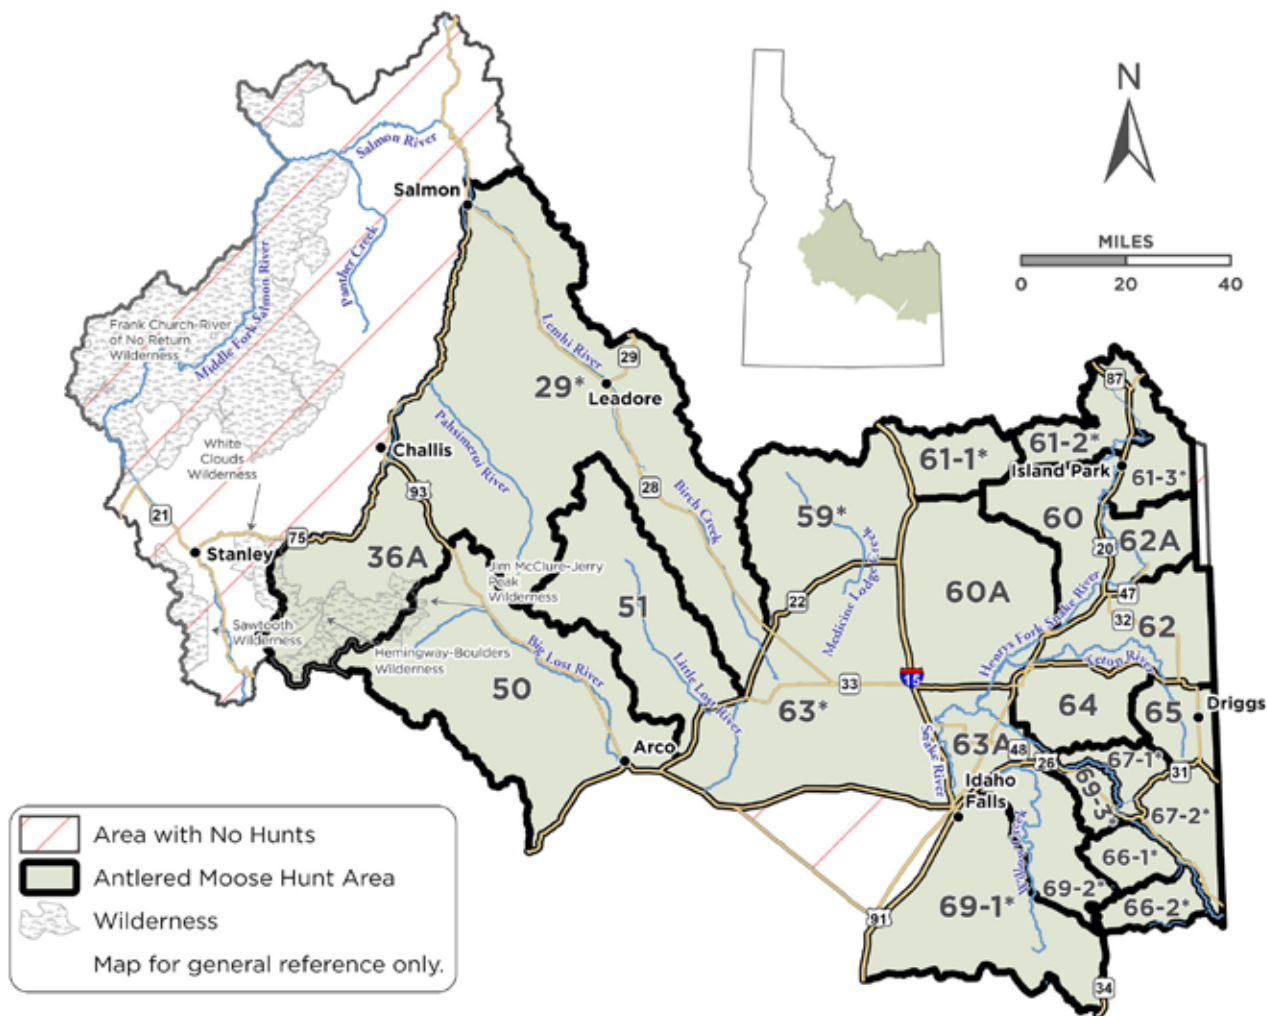 N
MILES
0 20 40
Salmon River
Salmon
Panther Creek
Middle Fork Salmon River
Frank Church-River
of No Return
Wilderness
Lemhi River
29
29*
Leadore
87
61-2*
61-1*
Island Park
61-3*
White
Clouds
Wilderness
Challis
Pahsimeroi River
93
28
Birch Creek
59*
60
21
75
Stanley
36A
20
62A
Jim McClure-Jerry
Peak
Wilderness
51
22
Medicine Lodge Creek
60A
47
32
62
Henrys Fork Snake River
Sawtooth
Wilderness
Hemingway-Boulders
Wilderness
Big Lost River
Little Lost River
Teton River
50
33
15
63*
64
65
Driggs
Arco
Snake River
63A
48
26
67-1*
31
Idaho
Falls
69-3*
67-2*
66-1*
69-2*
66-2*
91
69-1*
34
Area with No Hunts
Antlered Moose Hunt Area
Wilderness
Map for general reference only.